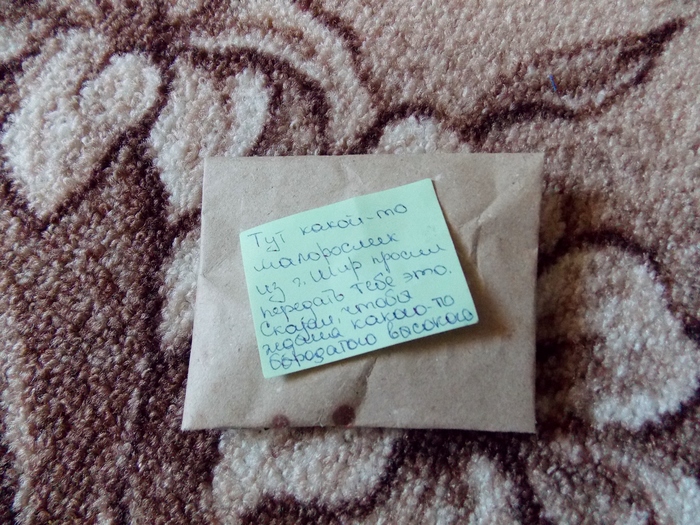 Тут какой-то
малорослик
из г. Шир просил
передать тебе это.
Сказал, чтобы
ждала какого-то
бородатого высокого